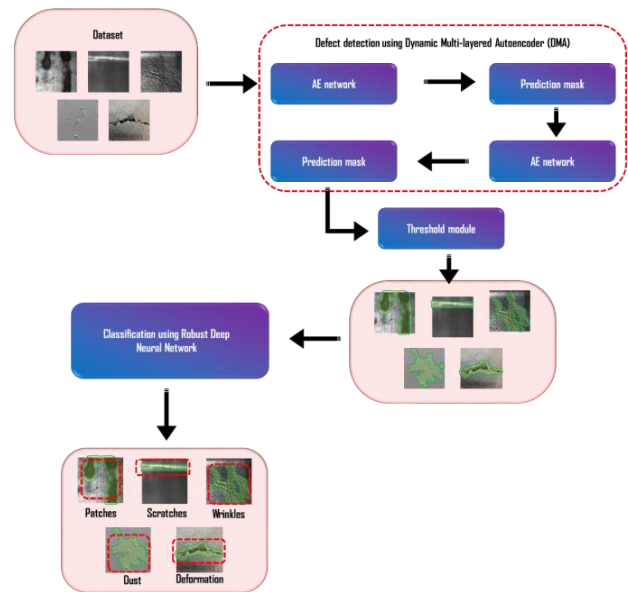 Dataset
Defect detection using Dynamic Multi-layered Autoencoder (DMA)
AE network
Prediction mask
Prediction mask
AE network
Threshold module
Classification using Robust Deep
Neural Network
Patches
Scratches
Wrinkles
Dust
Deformation